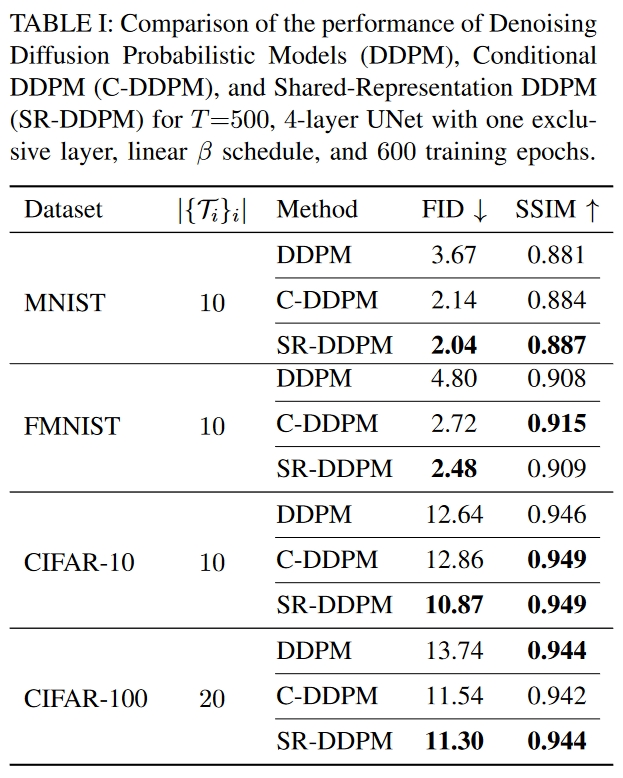 TABLE I: Comparison of the performance of Denoising
Diffusion Probabilistic Models (DDPM), Conditional
DDPM (C-DDPM), and Shared-Representation DDPM
(SR-DDPM) for T=500, 4-layer UNet with one exclu-
sive layer, linear β schedule, and 600 training epochs.
Dataset |{𝒯ᵢ}ᵢ| Method FID ↓ SSIM ↑
DDPM 3.67 0.881
MNIST 10 C-DDPM 2.14 0.884
SR-DDPM 2.04 0.887
DDPM 4.80 0.908
FMNIST 10 C-DDPM 2.72 0.915
SR-DDPM 2.48 0.909
DDPM 12.64 0.946
CIFAR-10 10 C-DDPM 12.86 0.949
SR-DDPM 10.87 0.949
DDPM 13.74 0.944
CIFAR-100 20 C-DDPM 11.54 0.942
SR-DDPM 11.30 0.944